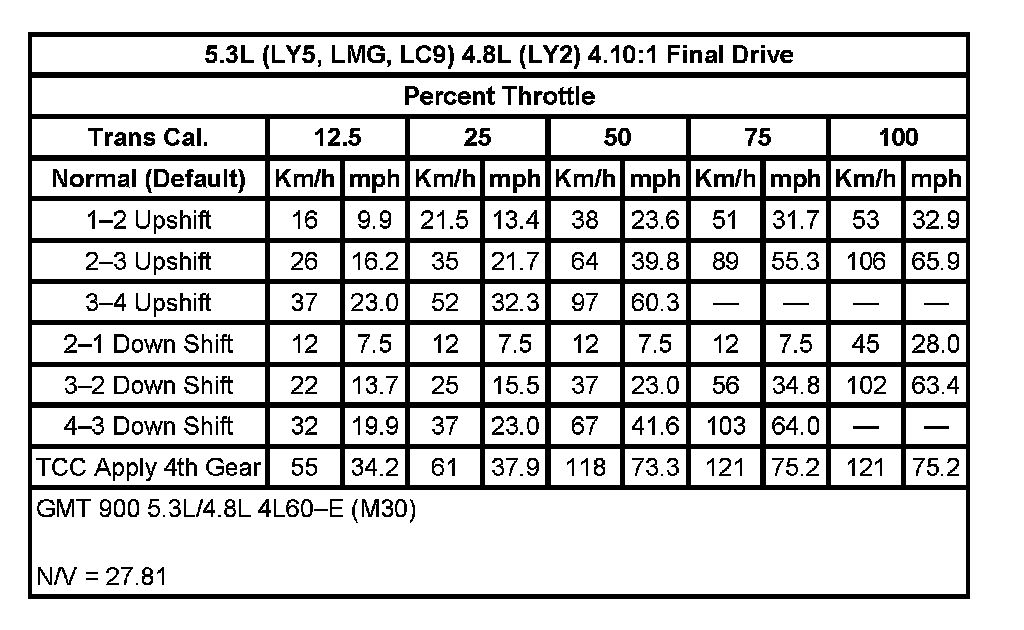 5.3L (LY5, LMG, LC9) 4.8L (LY2) 4.10:1 Final Drive
Percent Throttle
Trans Cal. 12.5 25 50 75 100
Normal (Default) Km/h mph Km/h mph Km/h mph Km/h mph Km/h mph
1–2 Upshift 16 9.9 21.5 13.4 38 23.6 51 31.7 53 32.9
2–3 Upshift 26 16.2 35 21.7 64 39.8 89 55.3 106 65.9
3–4 Upshift 37 23.0 52 32.3 97 60.3 — — — —
2–1 Down Shift 12 7.5 12 7.5 12 7.5 12 7.5 45 28.0
3–2 Down Shift 22 13.7 25 15.5 37 23.0 56 34.8 102 63.4
4–3 Down Shift 32 19.9 37 23.0 67 41.6 103 64.0 — —
TCC Apply 4th Gear 55 34.2 61 37.9 118 73.3 121 75.2 121 75.2
GMT 900 5.3L/4.8L 4L60–E (M30)
N/V = 27.81